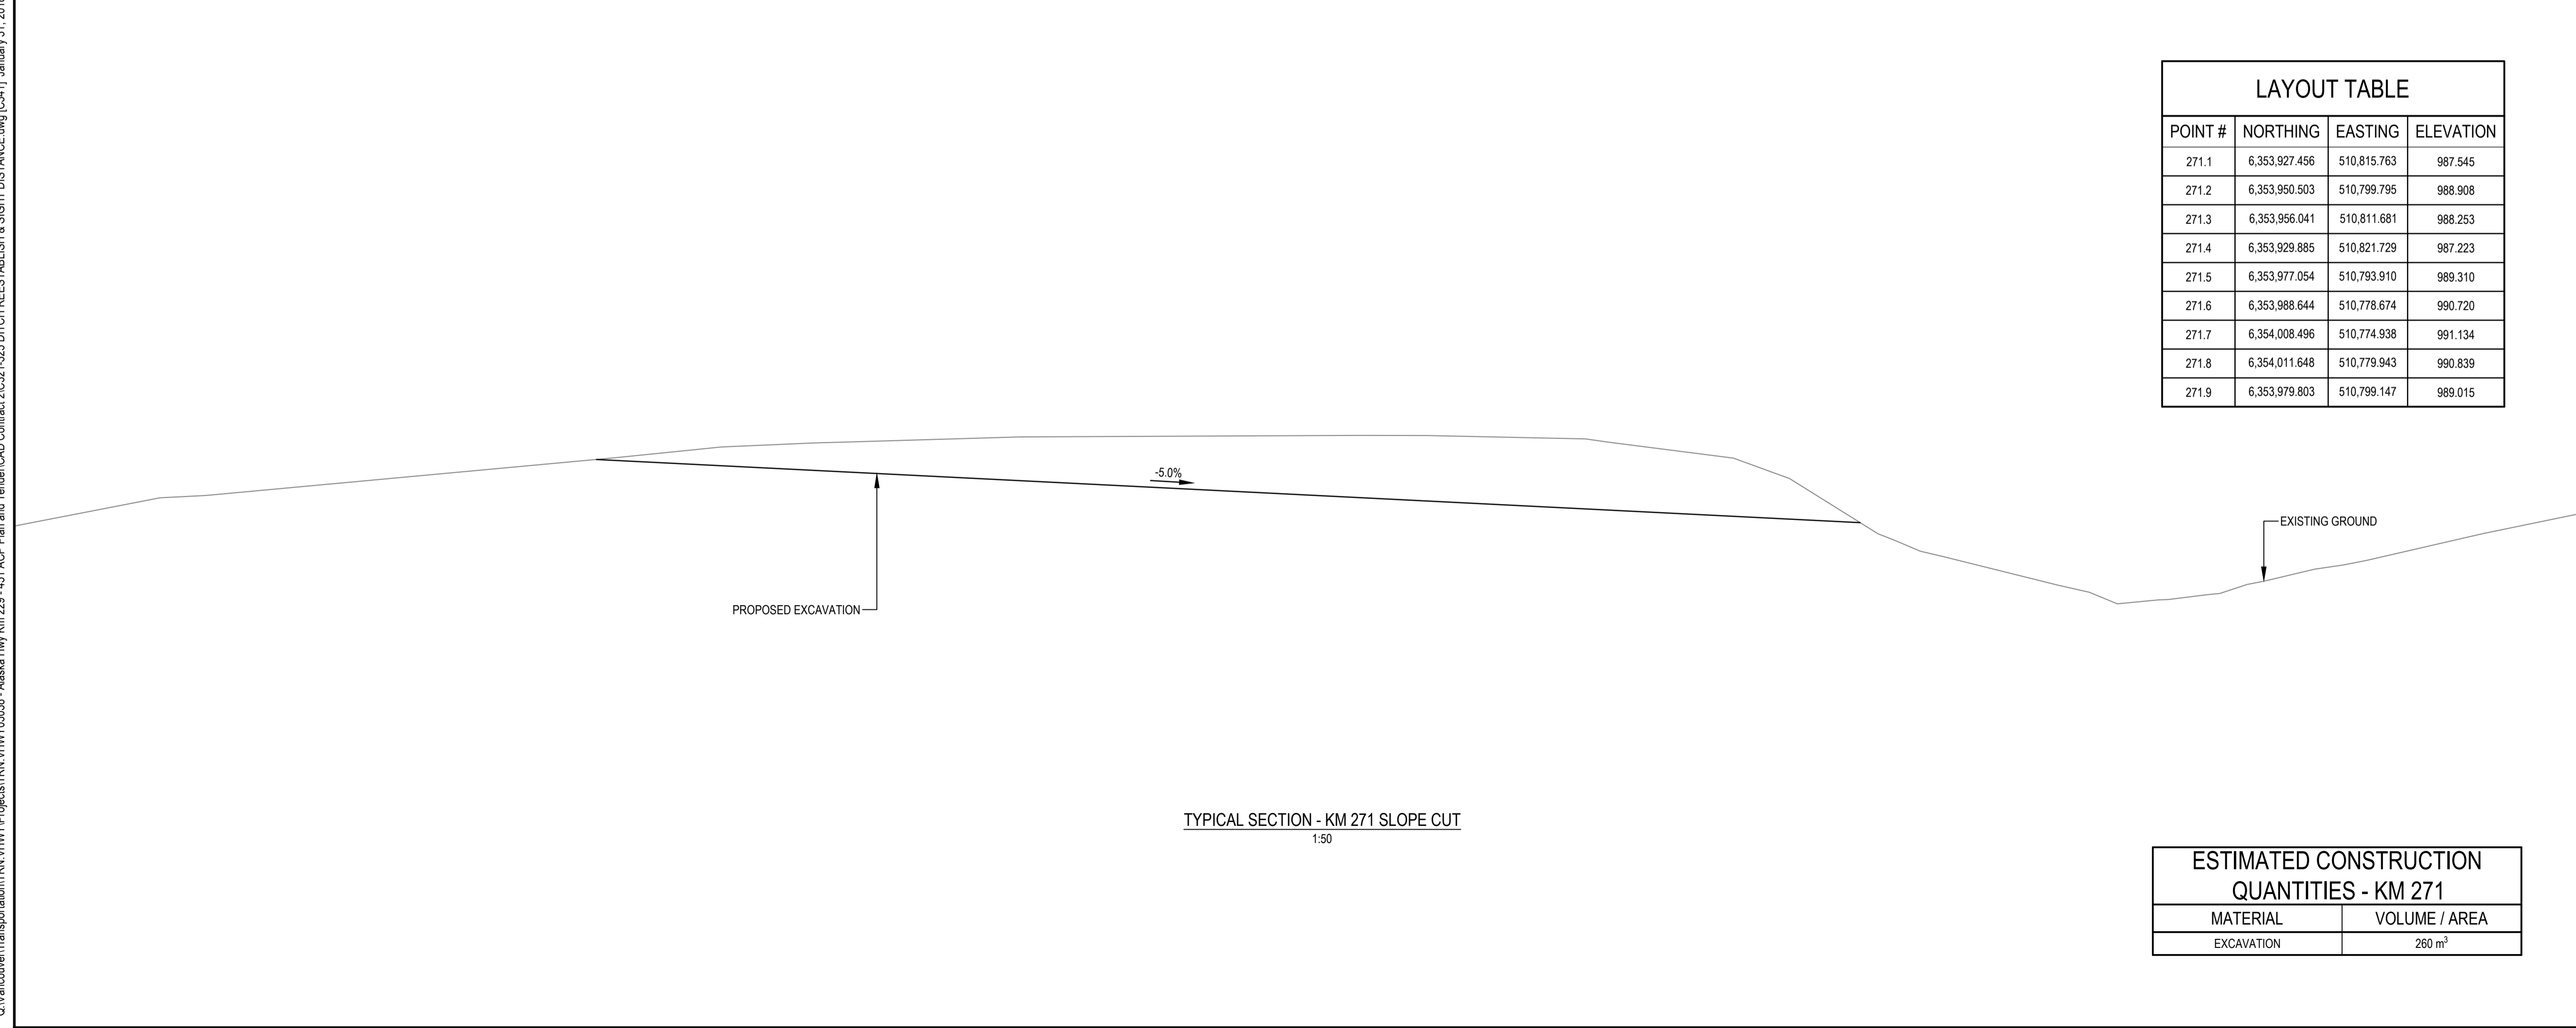 LAYOUT TABLE
POINT # NORTHING EASTING ELEVATION
271.1 6,353,927.456 510,815.763 987.545
271.2 6,353,950.503 510,799.795 988.908
271.3 6,353,956.041 510,811.681 988.253
271.4 6,353,929.885 510,821.729 987.223
271.5 6,353,977.054 510,793.910 989.310
271.6 6,353,988.644 510,778.674 990.720
271.7 6,354,008.496 510,774.938 991.134
271.8 6,354,011.648 510,779.943 990.839
271.9 6,353,979.803 510,799.147 989.015
-5.0%
EXISTING GROUND
PROPOSED EXCAVATION
TYPICAL SECTION - KM 271 SLOPE CUT
1:50
ESTIMATED CONSTRUCTION
QUANTITIES - KM 271
MATERIAL VOLUME / AREA
EXCAVATION 260 m³